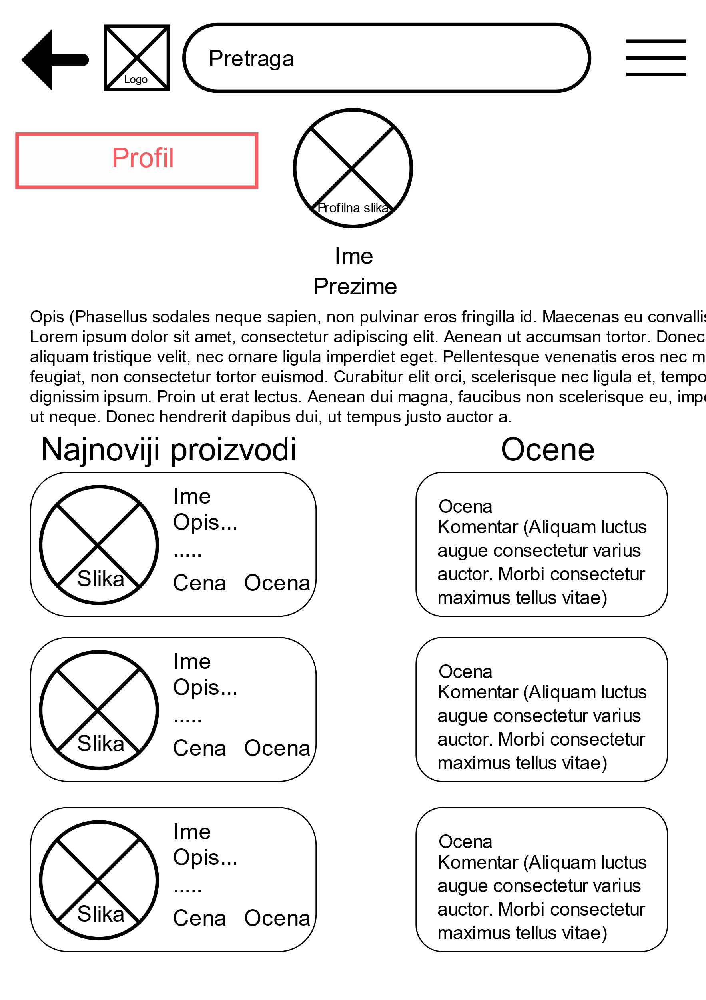 Logo
Pretraga
Profil
Profilna slika
Ime
Prezime
Opis (Phasellus sodales neque sapien, non pulvinar eros fringilla id. Maecenas eu convallis
Lorem ipsum dolor sit amet, consectetur adipiscing elit. Aenean ut accumsan tortor. Donec
aliquam tristique velit, nec ornare ligula imperdiet eget. Pellentesque venenatis eros nec mi
feugiat, non consectetur tortor euismod. Curabitur elit orci, scelerisque nec ligula et, tempo
dignissim ipsum. Proin ut erat lectus. Aenean dui magna, faucibus non scelerisque eu, impe
ut neque. Donec hendrerit dapibus dui, ut tempus justo auctor a.
Najnoviji proizvodi
Ime
Opis...
.....
Slika
Cena Ocena
Ime
Opis...
.....
Slika
Cena Ocena
Ime
Opis...
.....
Slika
Cena Ocena
Ocene
Ocena
Komentar (Aliquam luctus
augue consectetur varius
auctor. Morbi consectetur
maximus tellus vitae)
Ocena
Komentar (Aliquam luctus
augue consectetur varius
auctor. Morbi consectetur
maximus tellus vitae)
Ocena
Komentar (Aliquam luctus
augue consectetur varius
auctor. Morbi consectetur
maximus tellus vitae)